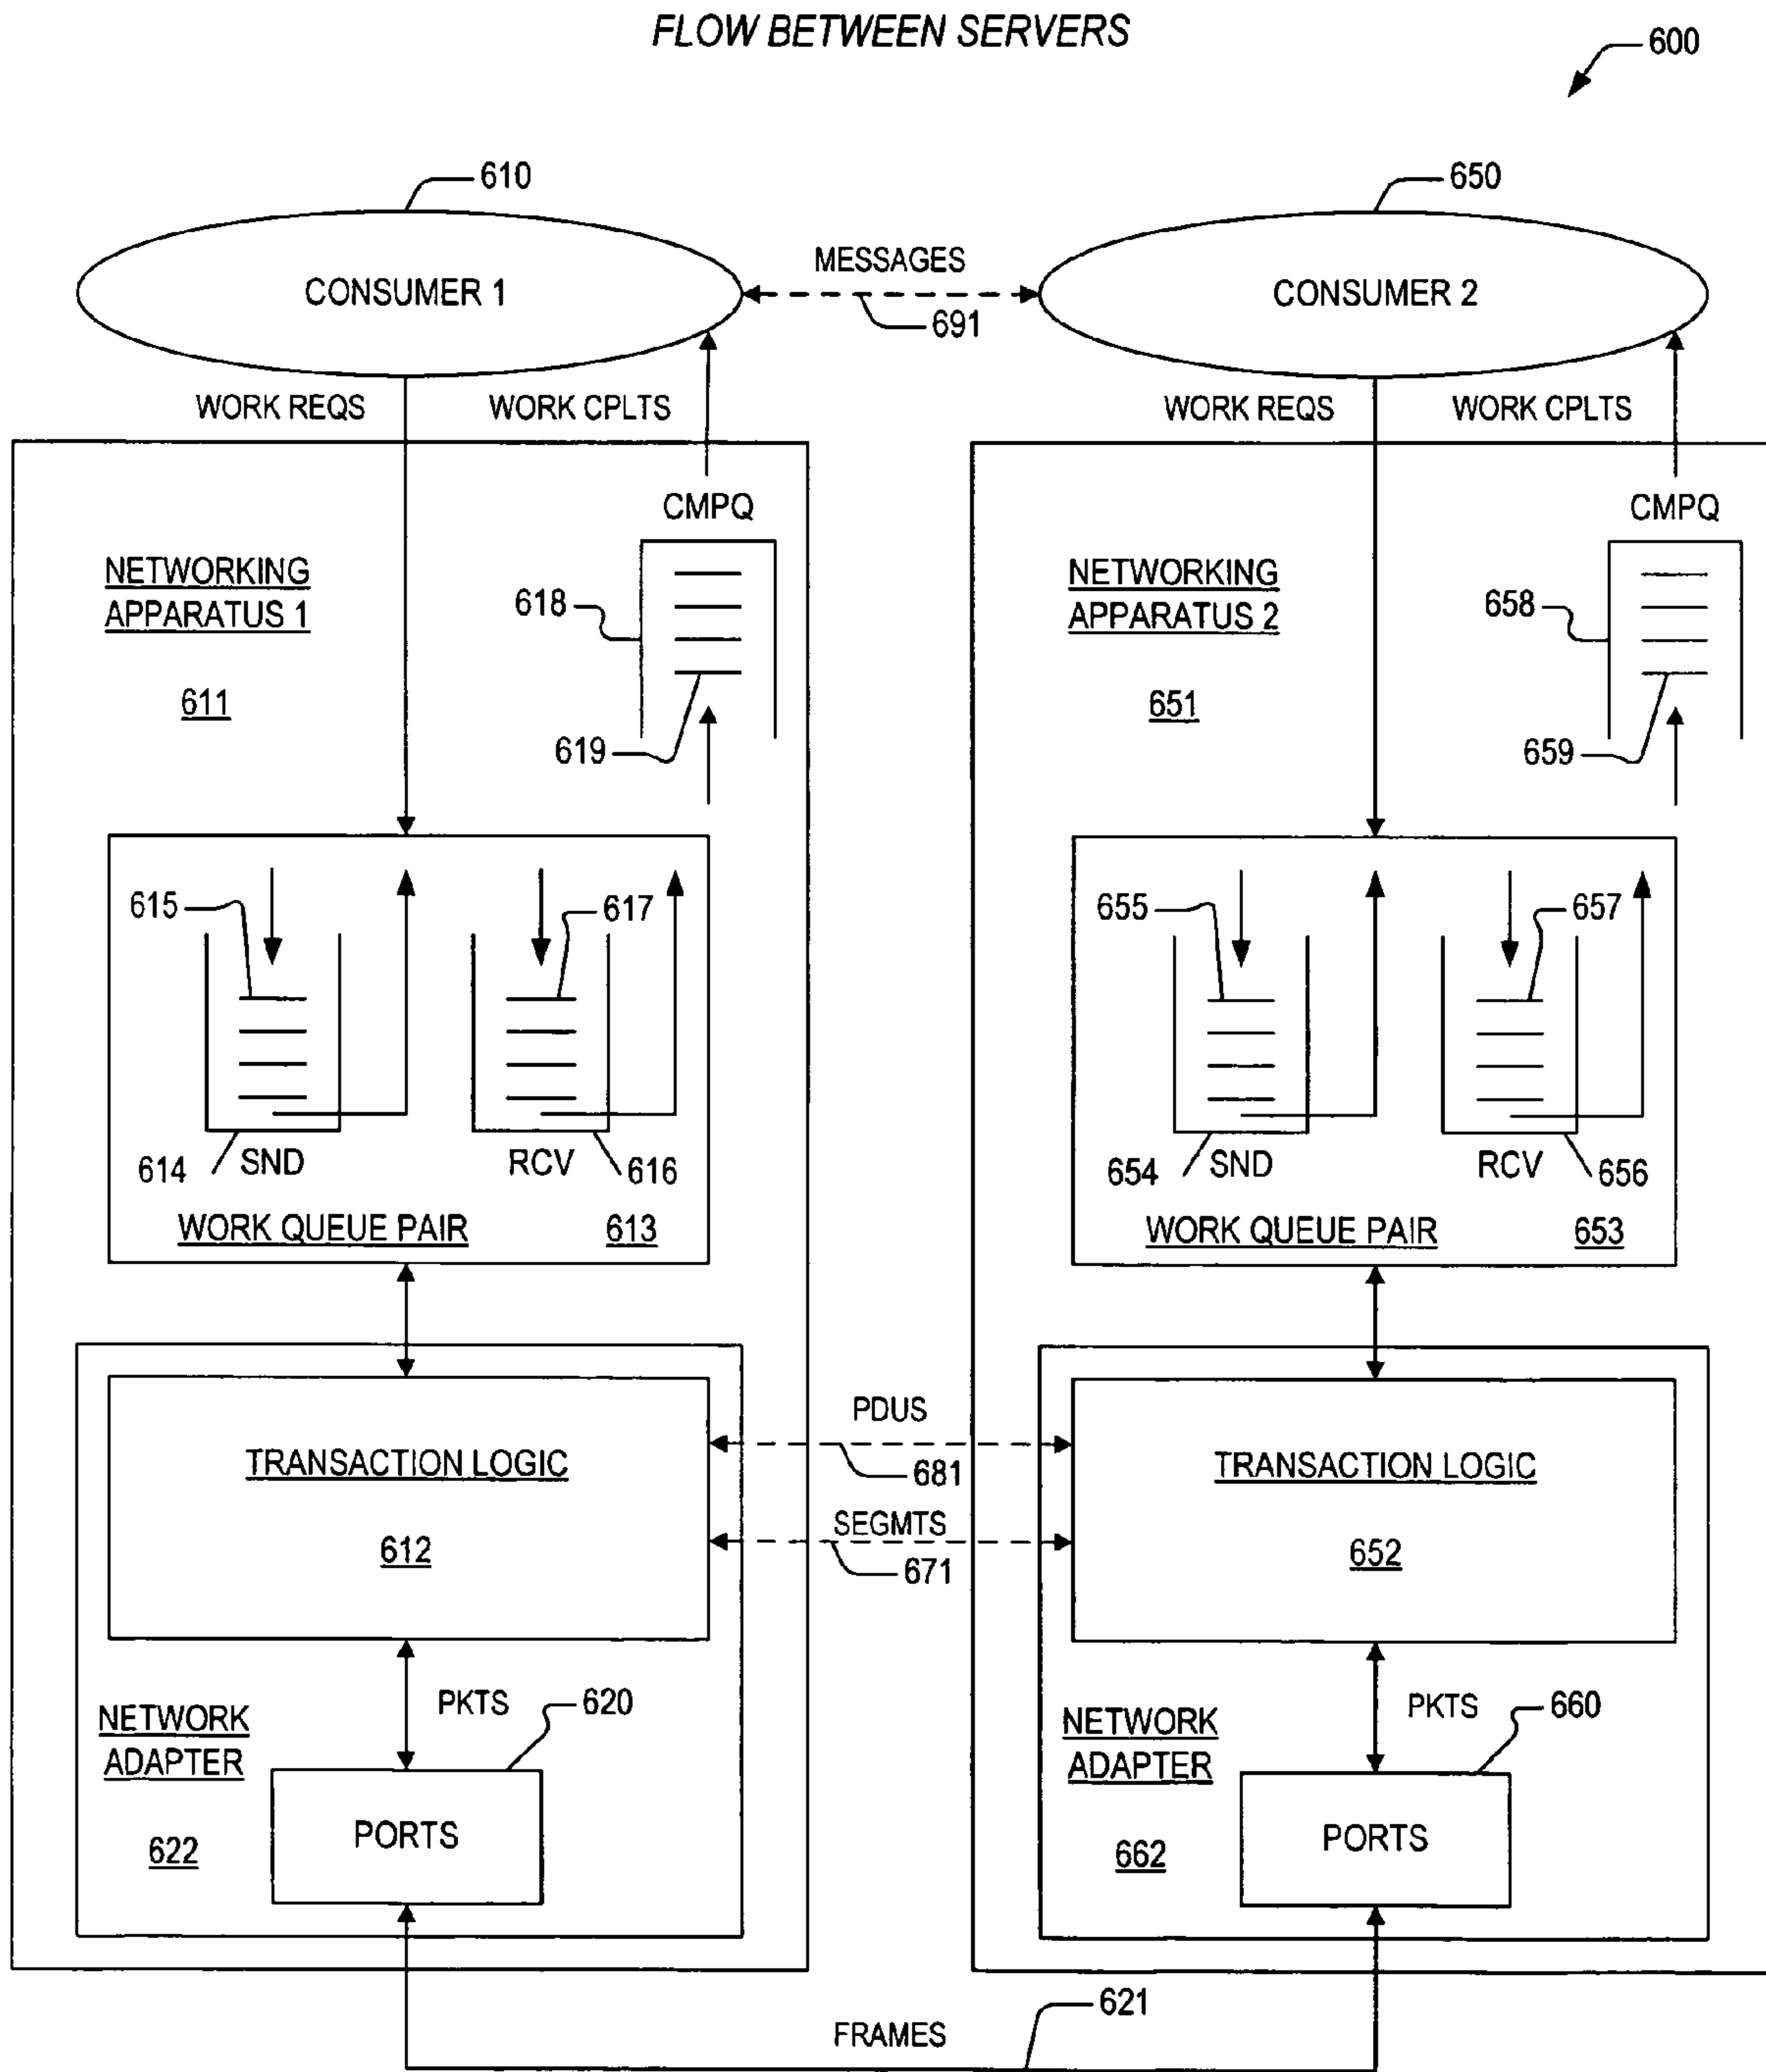 FLOW BETWEEN SERVERS
600
610
650
CONSUMER 1
MESSAGES
691
CONSUMER 2
WORK REQS
WORK CPLTS
WORK REQS
WORK CPLTS
CMPQ
CMPQ
NETWORKING
APPARATUS 1
611
618
619
NETWORKING
APPARATUS 2
651
658
659
615
617
614
SND
RCV
616
WORK QUEUE PAIR
613
655
657
654
SND
RCV
656
WORK QUEUE PAIR
653
TRANSACTION LOGIC
612
PDUS
681
SEGMTS
671
TRANSACTION LOGIC
652
PKTS
620
NETWORK
ADAPTER
622
PORTS
PKTS
660
NETWORK
ADAPTER
662
PORTS
FRAMES
621